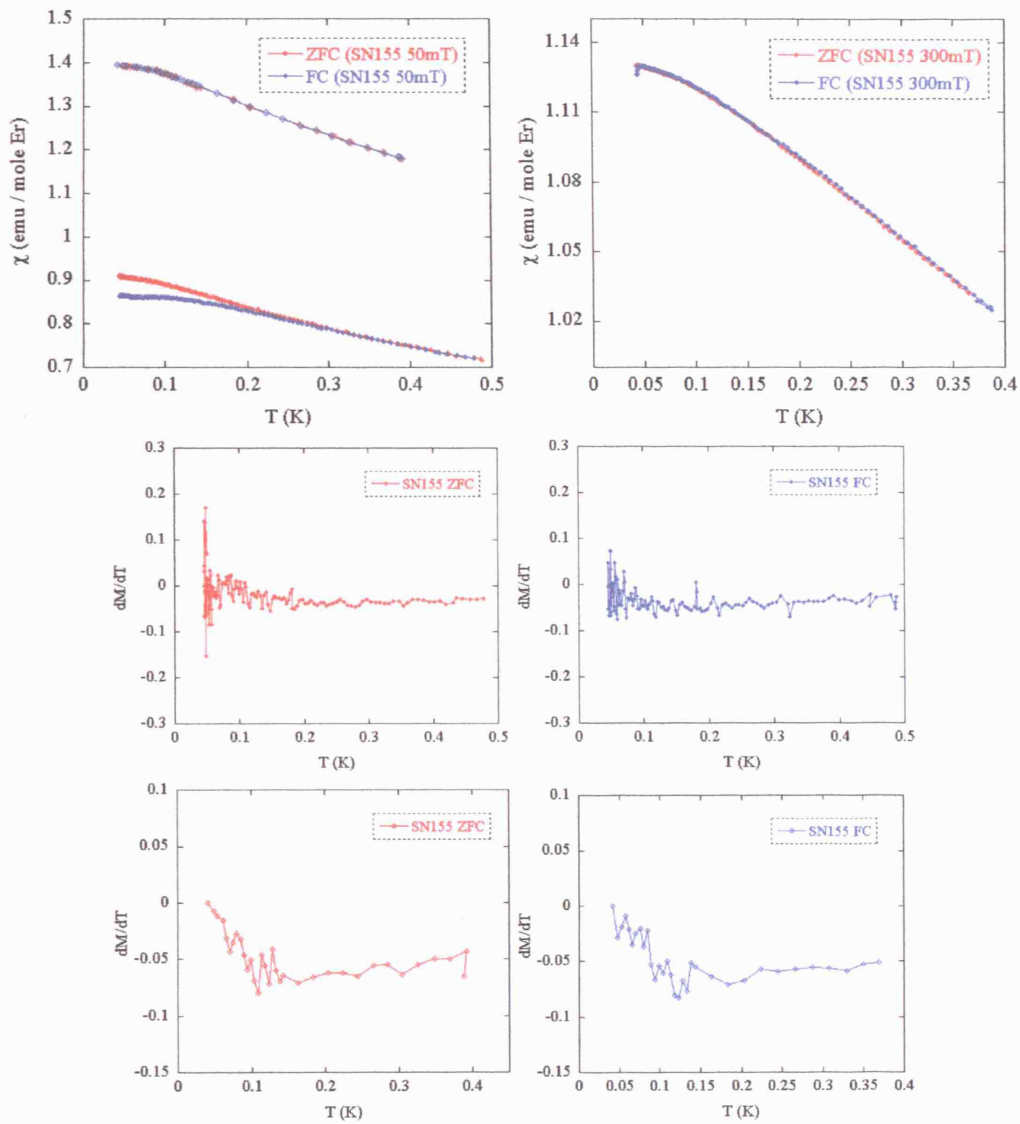 1.5
1.4
1.3
1.2
1.1
1
0.9
0.8
0.7
χ (emu / mole Er)
ZFC (SN155 50mT)
FC (SN155 50mT)
0 0.1 0.2 0.3 0.4 0.5
T (K)
1.14
1.11
1.08
1.05
1.02
χ (emu / mole Er)
ZFC (SN155 300mT)
FC (SN155 300mT)
0 0.05 0.1 0.15 0.2 0.25 0.3 0.35 0.4
T (K)
0.3
0.2
0.1
0
-0.1
-0.2
-0.3
dM/dT
SN155 ZFC
0 0.1 0.2 0.3 0.4 0.5
T (K)
0.3
0.2
0.1
0
-0.1
-0.2
-0.3
dM/dT
SN155 FC
0 0.1 0.2 0.3 0.4 0.5
T (K)
0.1
0.05
0
-0.05
-0.1
-0.15
dM/dT
SN155 ZFC
0 0.1 0.2 0.3 0.4
T (K)
0.1
0.05
0
-0.05
-0.1
-0.15
dM/dT
SN155 FC
0 0.05 0.1 0.15 0.2 0.25 0.3 0.35 0.4
T (K)